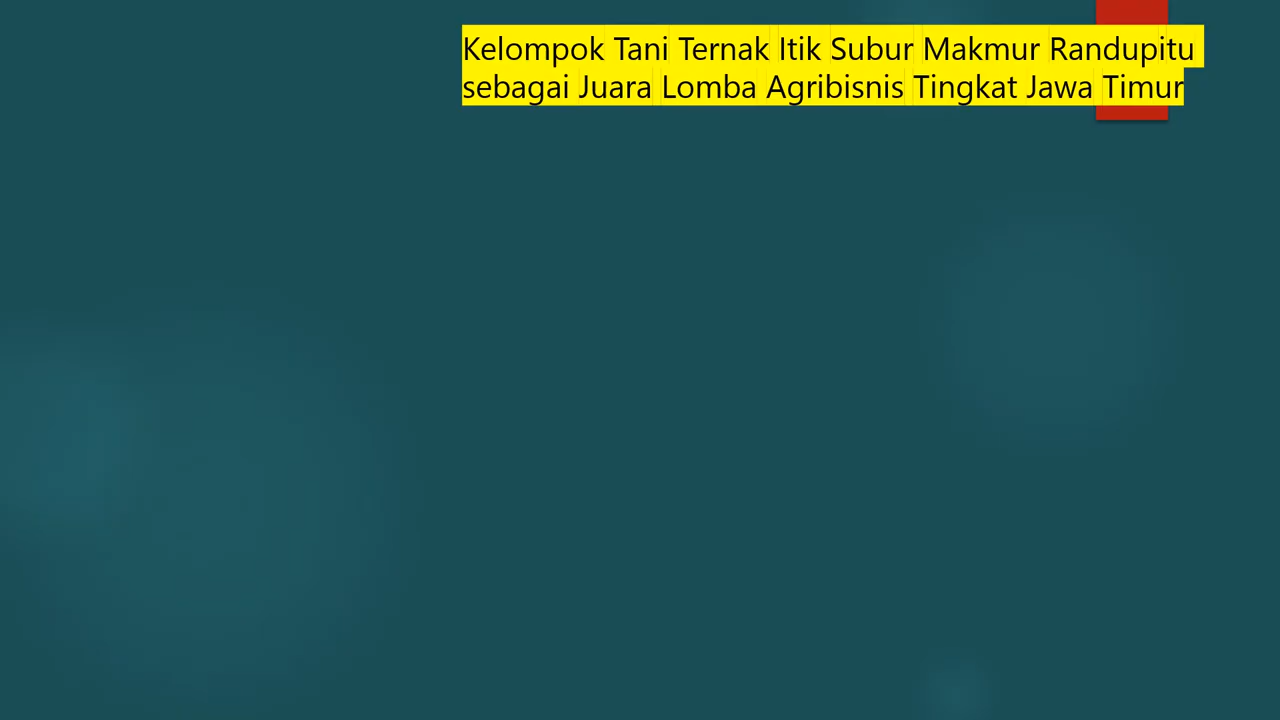 Kelompok Tani Ternak Itik Subur Makmur Randupitu
sebagai Juara Lomba Agribisnis Tingkat Jawa Timur